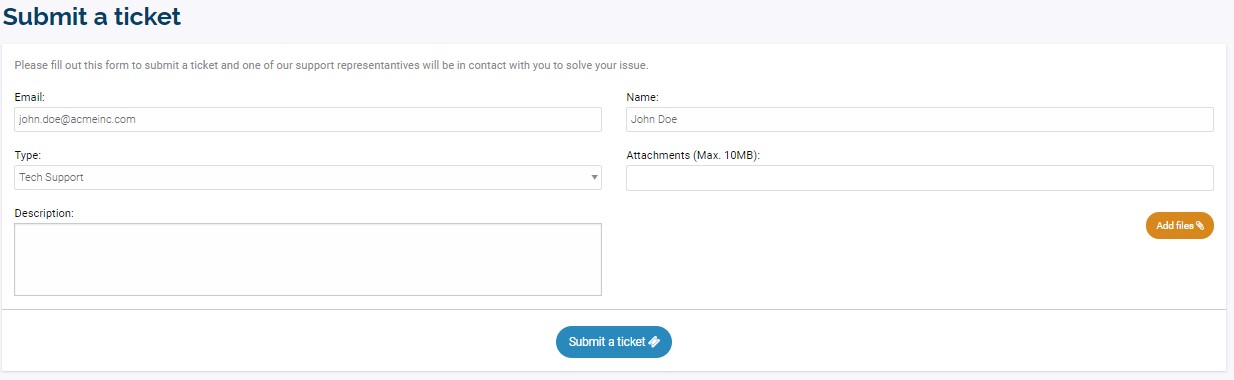 Submit a ticket
Please fill out this form to submit a ticket and one of our support representantives will be in contact with you to solve your issue.
Email:
john.doe@acmeinc.com
Name:
John Doe
Type:
Tech Support
Attachments (Max. 10MB):
Description:
Add files
Submit a ticket